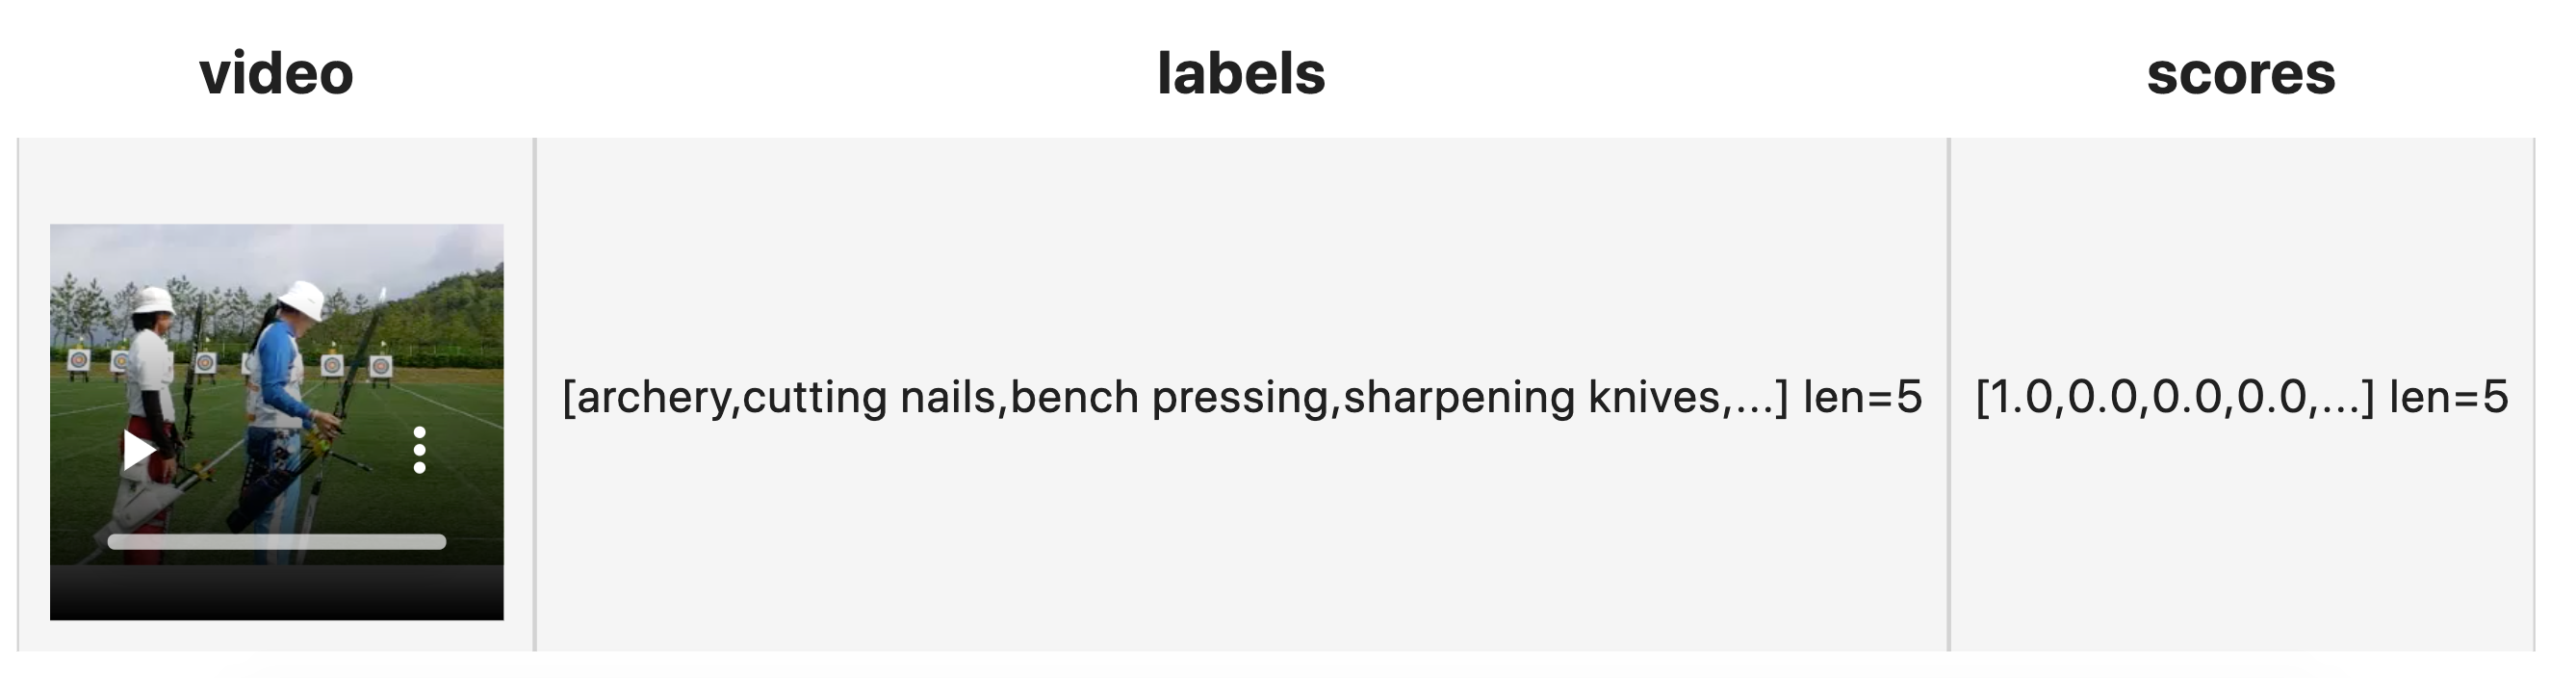 video labels scores
[archery,cutting nails,bench pressing,sharpening knives,...] len=5 [1.0,0.0,0.0,0.0,...] len=5